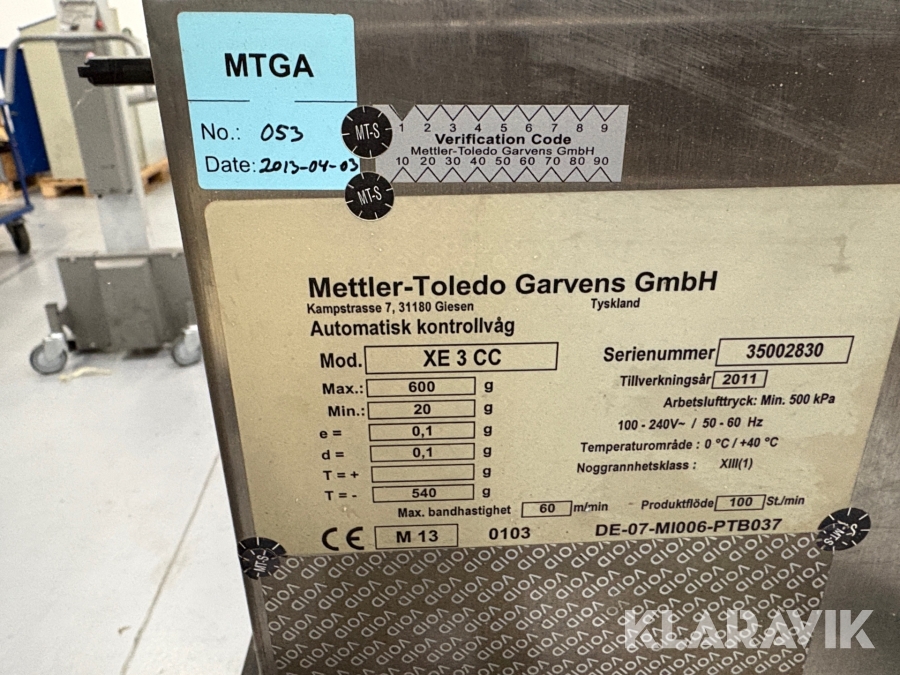 MTGA
No.: 053
Date: 2013-04-03
MT-S
1 2 3 4 5 6 7 8 9
Verification Code
Mettler-Toledo Garvens GmbH
10 20 30 40 50 60 70 80 90
MT-S
Mettler-Toledo Garvens GmbH
Kampstrasse 7, 31180 Giesen Tyskland
Automatisk kontrollvåg
Mod. XE 3 CC
Serienummer 35002830
Max.: 600 g
Tillverkningsår 2011
Min.: 20 g
Arbetslufttryck: Min. 500 kPa
e = 0,1 g
100 - 240V~ / 50 - 60 Hz
d = 0,1 g
Temperaturområde : 0 °C / +40 °C
T = + g
Noggrannhetsklass : XIII(1)
T = - 540 g
Max. bandhastighet 60 m/min
Produktflöde 100 St./min
CE M 13 0103 DE-07-MI006-PTB037
MT-S
MT-S
VOID VOID VOID VOID VOID VOID VOID VOID
KLARAVIK